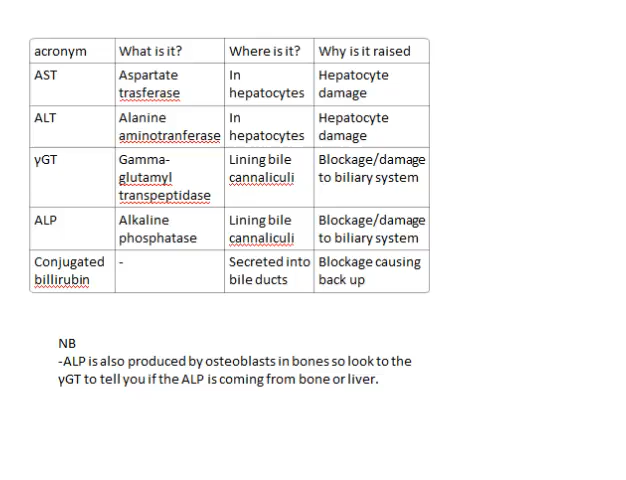 acronym What is it? Where is it? Why is it raised
AST Aspartate trasferase In hepatocytes Hepatocyte damage
ALT Alanine aminotranferase In hepatocytes Hepatocyte damage
γGT Gamma-glutamyl transpeptidase Lining bile cannaliculi Blockage/damage to biliary system
ALP Alkaline phosphatase Lining bile cannaliculi Blockage/damage to biliary system
Conjugated billirubin - Secreted into bile ducts Blockage causing back up
NB
-ALP is also produced by osteoblasts in bones so look to the
γGT to tell you if the ALP is coming from bone or liver.